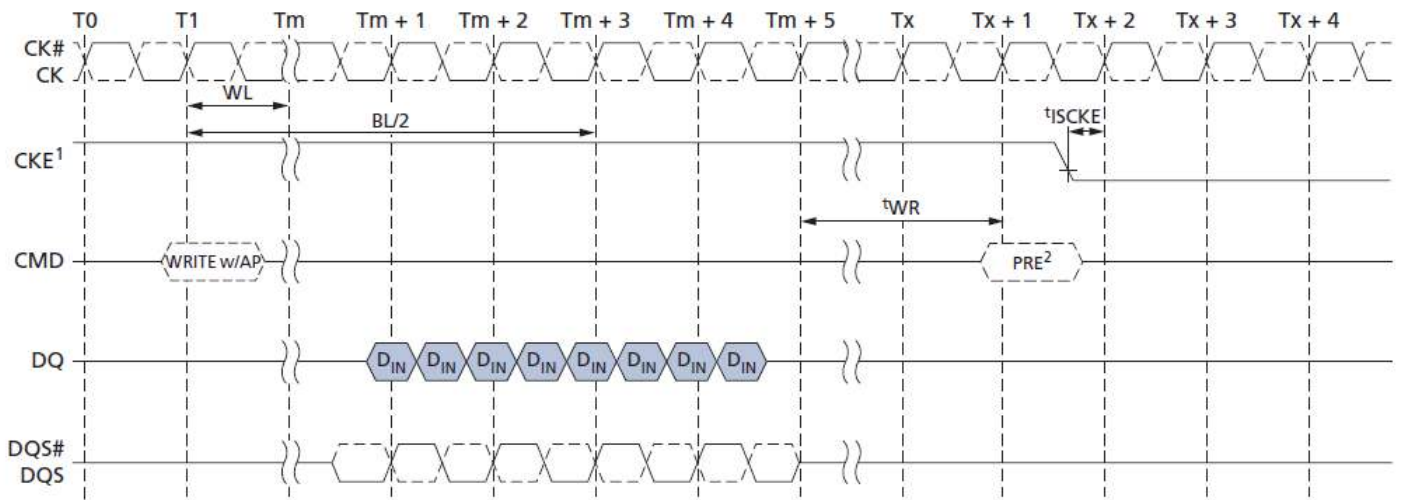 T0 T1 Tm Tm + 1 Tm + 2 Tm + 3 Tm + 4 Tm + 5 Tx Tx + 1 Tx + 2 Tx + 3 Tx + 4
CK#
CK
WL
BL/2
tISCKE
CKE1
tWR
CMD WRITE w/AP PRE2
DQ DIN DIN DIN DIN DIN DIN DIN DIN
DQS#
DQS